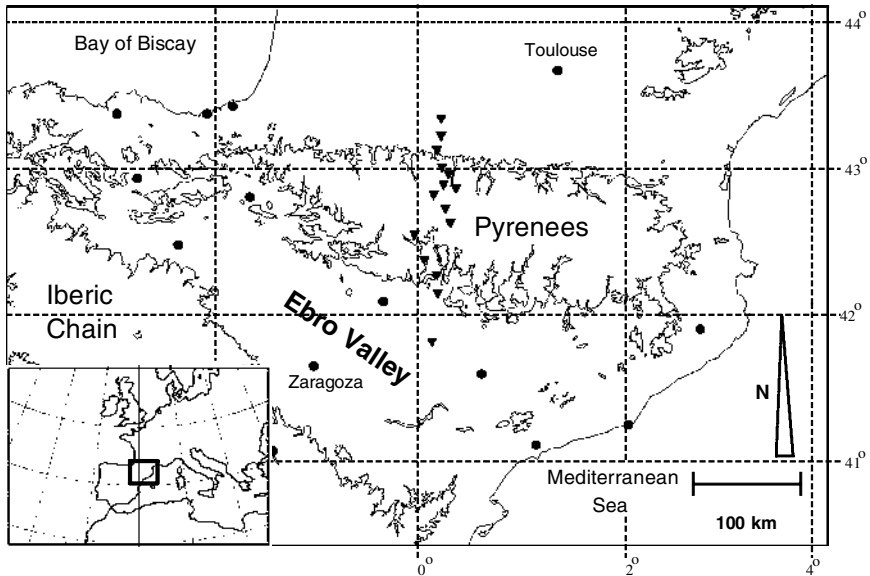 44°
Bay of Biscay
Toulouse
43°
Pyrenees
Iberic
Chain
Ebro Valley
42°
Zaragoza
N
41°
Mediterranean
Sea
100 km
0°
2°
4°